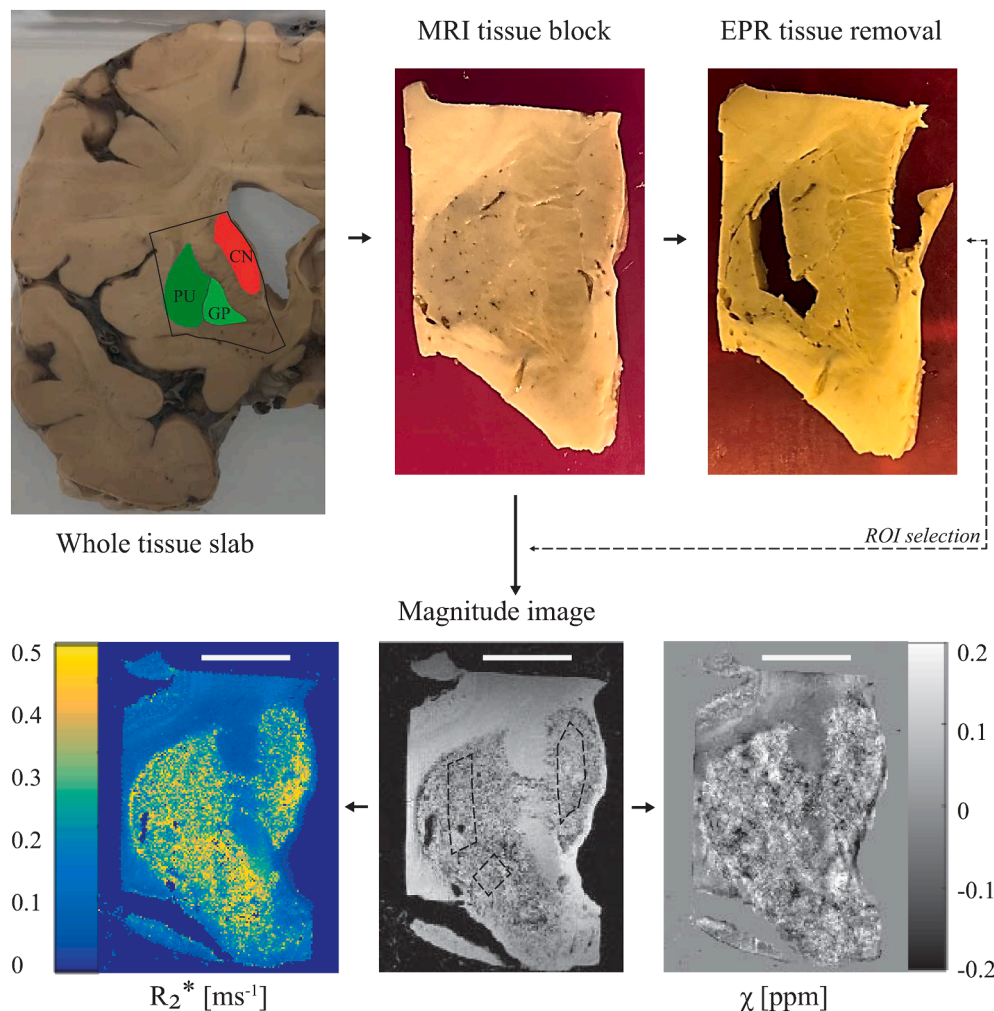 MRI tissue block
EPR tissue removal
CN
PU
GP
Whole tissue slab
ROI selection
Magnitude image
0.5
0.4
0.3
0.2
0.1
0
0.2
0.1
0
-0.1
-0.2
R₂* [ms⁻¹]
χ [ppm]